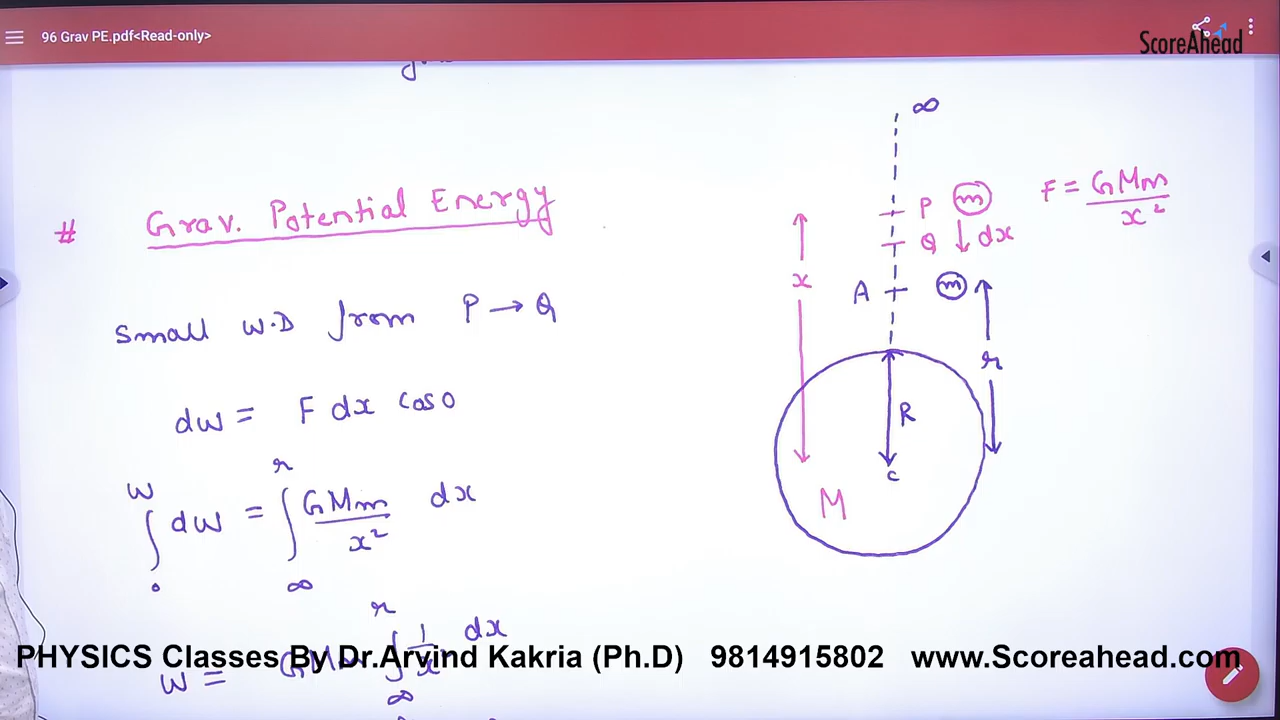 96 Grav PE.pdf<Read-only>
ScoreAhead
∞
# Grav. Potential Energy
P m F = GMm / x²
Q ↓ dx
x
A m
Small W.D from P → Q
r
dw = F dx cos 0
R
c
M
∫₀^W dw = ∫_∞^r GMm / x² dx
PHYSICS Classes By Dr.Arvind Kakria (Ph.D) 9814915802 www.Scoreahead.com